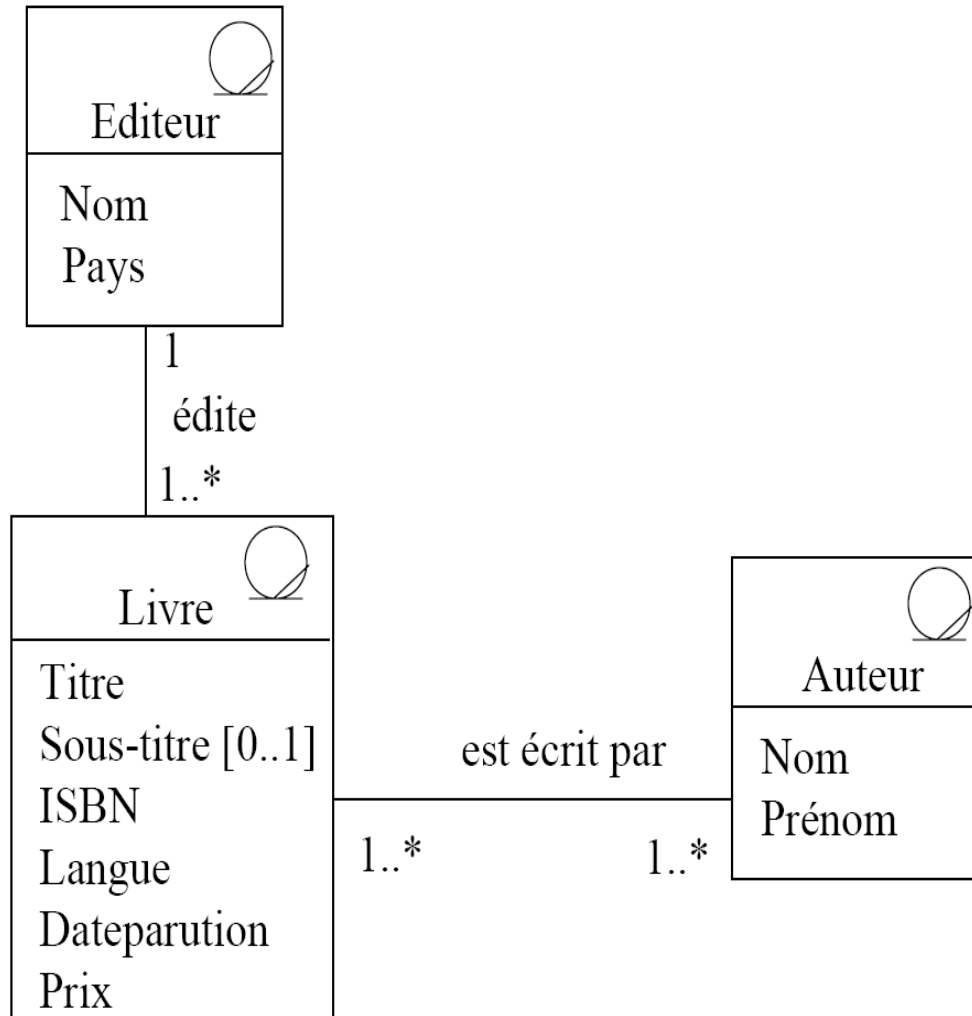 Editeur
Nom
Pays
1
édite
1..*
Livre
Titre
Sous-titre [0..1]
ISBN
Langue
Dateparution
Prix
est écrit par
1..*
1..*
Auteur
Nom
Prénom